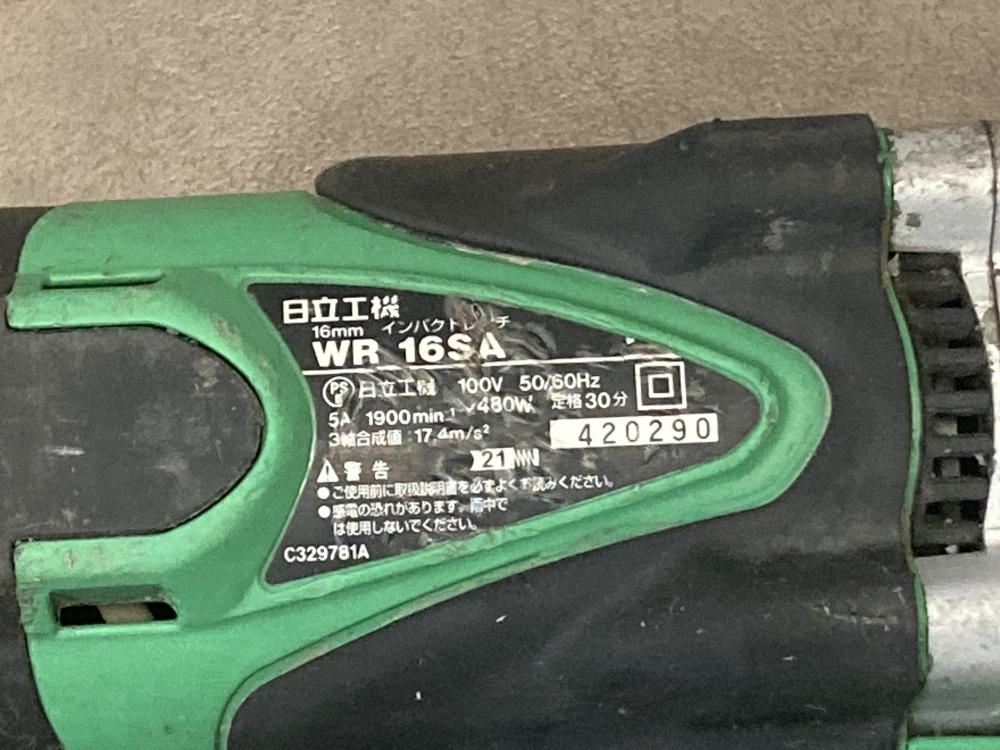 日立工機
16mm インパクトレンチ
WR 16SA
PS E 日立工機 100V 50/60Hz
5A 1900min⁻¹ 480W 定格30分
3軸合成値:17.4m/s²
420290
21
警告
●ご使用前に取扱説明書を必ずよくお読みください。
●感電の恐れがあります。雨中で
は使用しないでください。
C329781A